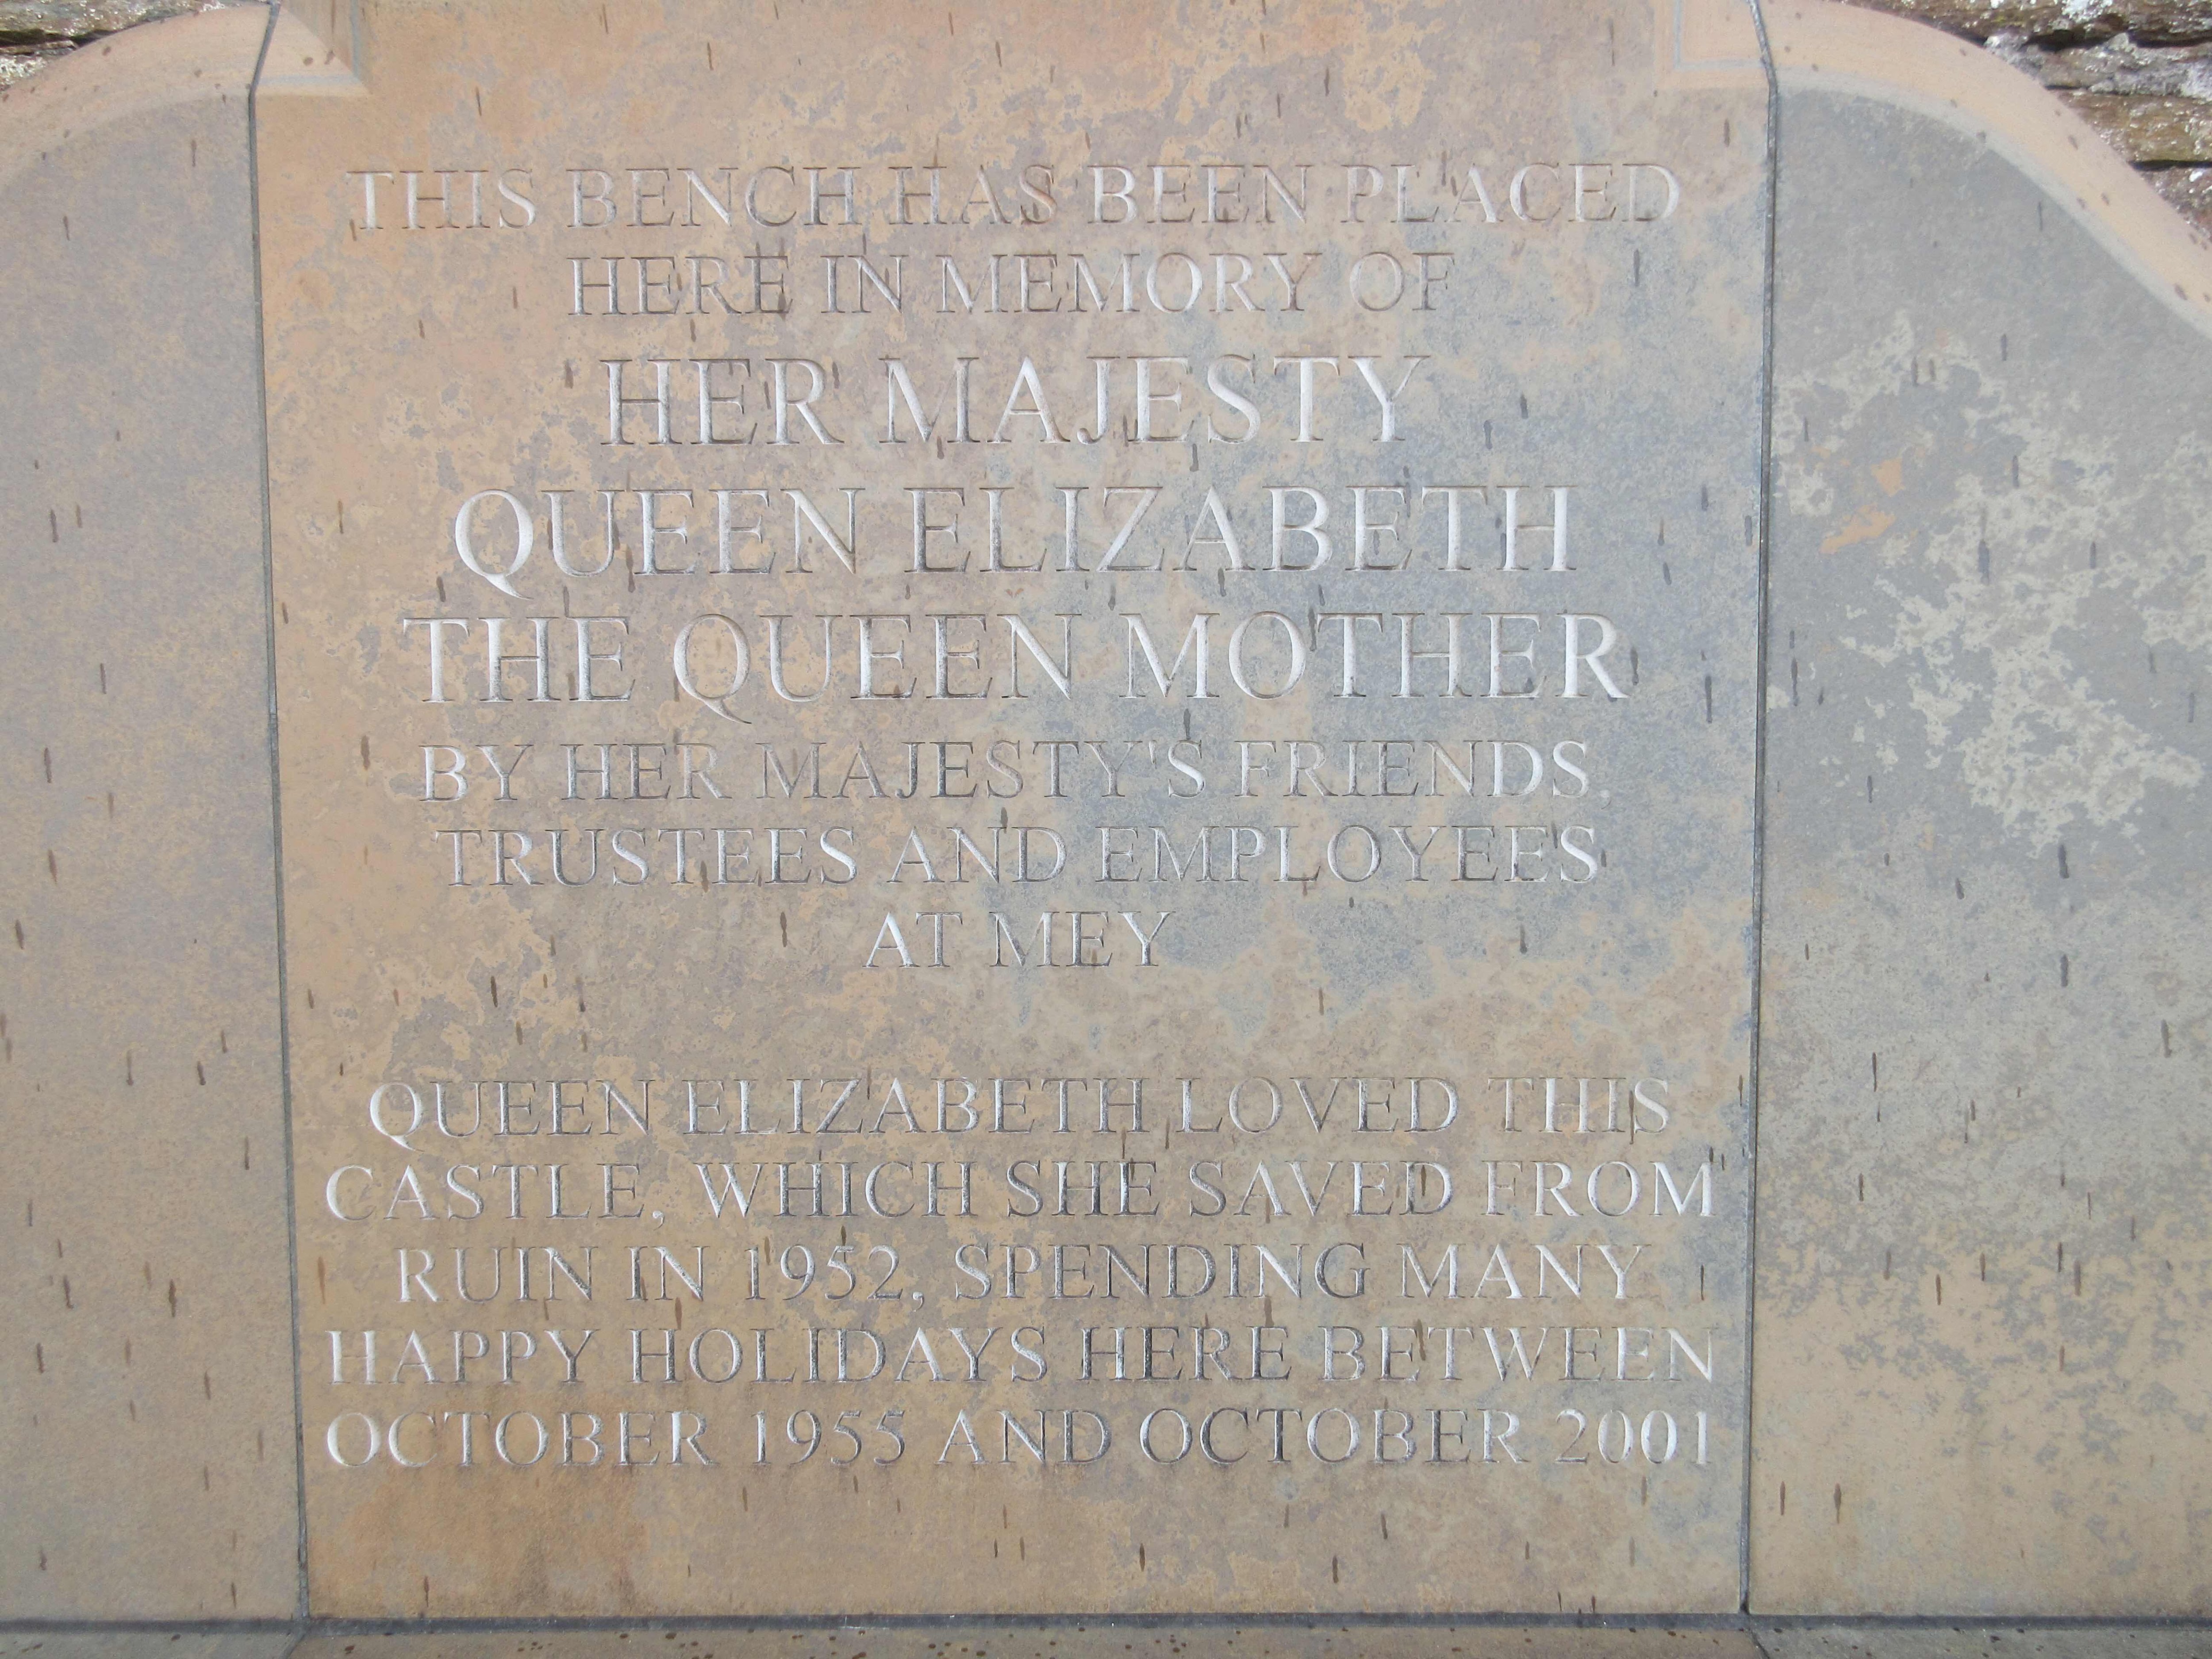 THIS BENCH HAS BEEN PLACED
HERE IN MEMORY OF
HER MAJESTY
QUEEN ELIZABETH
THE QUEEN MOTHER
BY HER MAJESTY'S FRIENDS,
TRUSTEES AND EMPLOYEES
AT MEY
QUEEN ELIZABETH LOVED THIS
CASTLE, WHICH SHE SAVED FROM
RUIN IN 1952, SPENDING MANY
HAPPY HOLIDAYS HERE BETWEEN
OCTOBER 1955 AND OCTOBER 2001